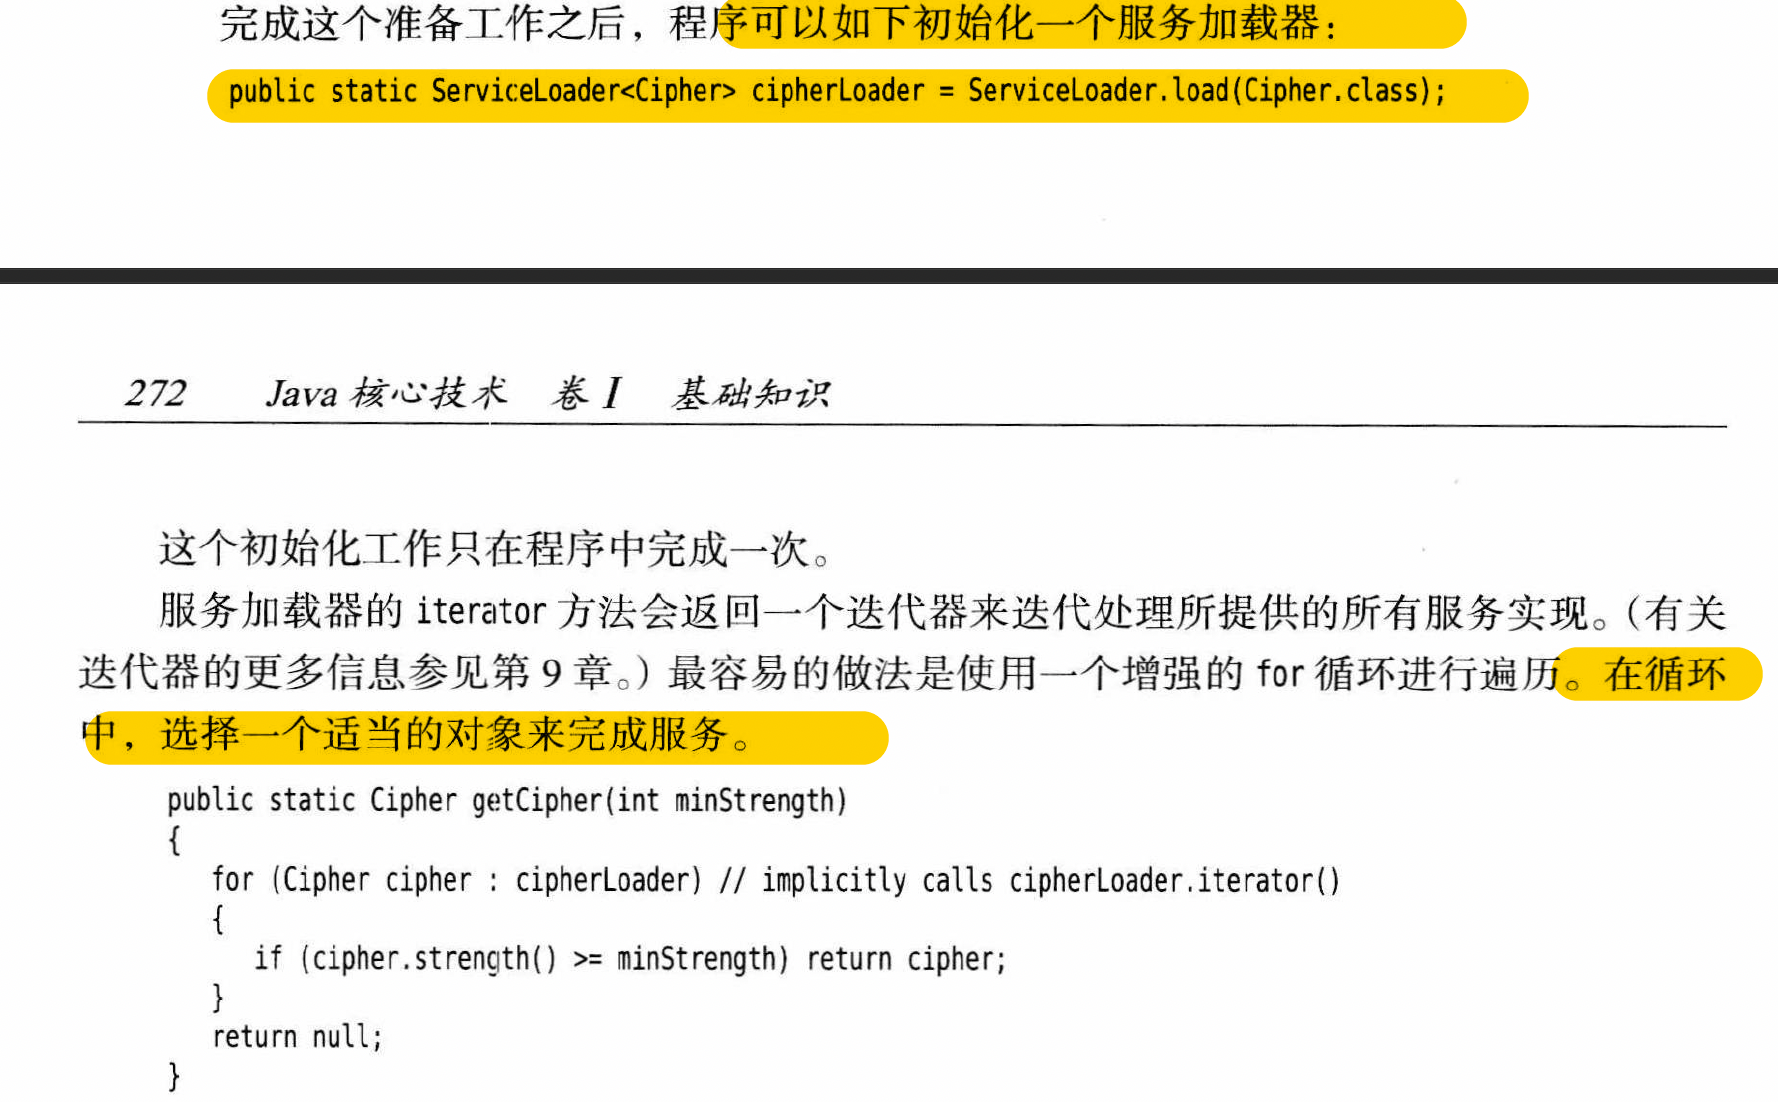 完成这个准备工作之后，程序可以如下初始化一个服务加载器：
public static ServiceLoader<Cipher> cipherLoader = ServiceLoader.load(Cipher.class);
272 Java 核心技术 卷 I 基础知识
这个初始化工作只在程序中完成一次。
服务加载器的 iterator 方法会返回一个迭代器来迭代处理所提供的所有服务实现。（有关
迭代器的更多信息参见第 9 章。）最容易的做法是使用一个增强的 for 循环进行遍历。在循环
中，选择一个适当的对象来完成服务。
public static Cipher getCipher(int minStrength)
{
for (Cipher cipher : cipherLoader) // implicitly calls cipherLoader.iterator()
{
if (cipher.strength() >= minStrength) return cipher;
}
return null;
}